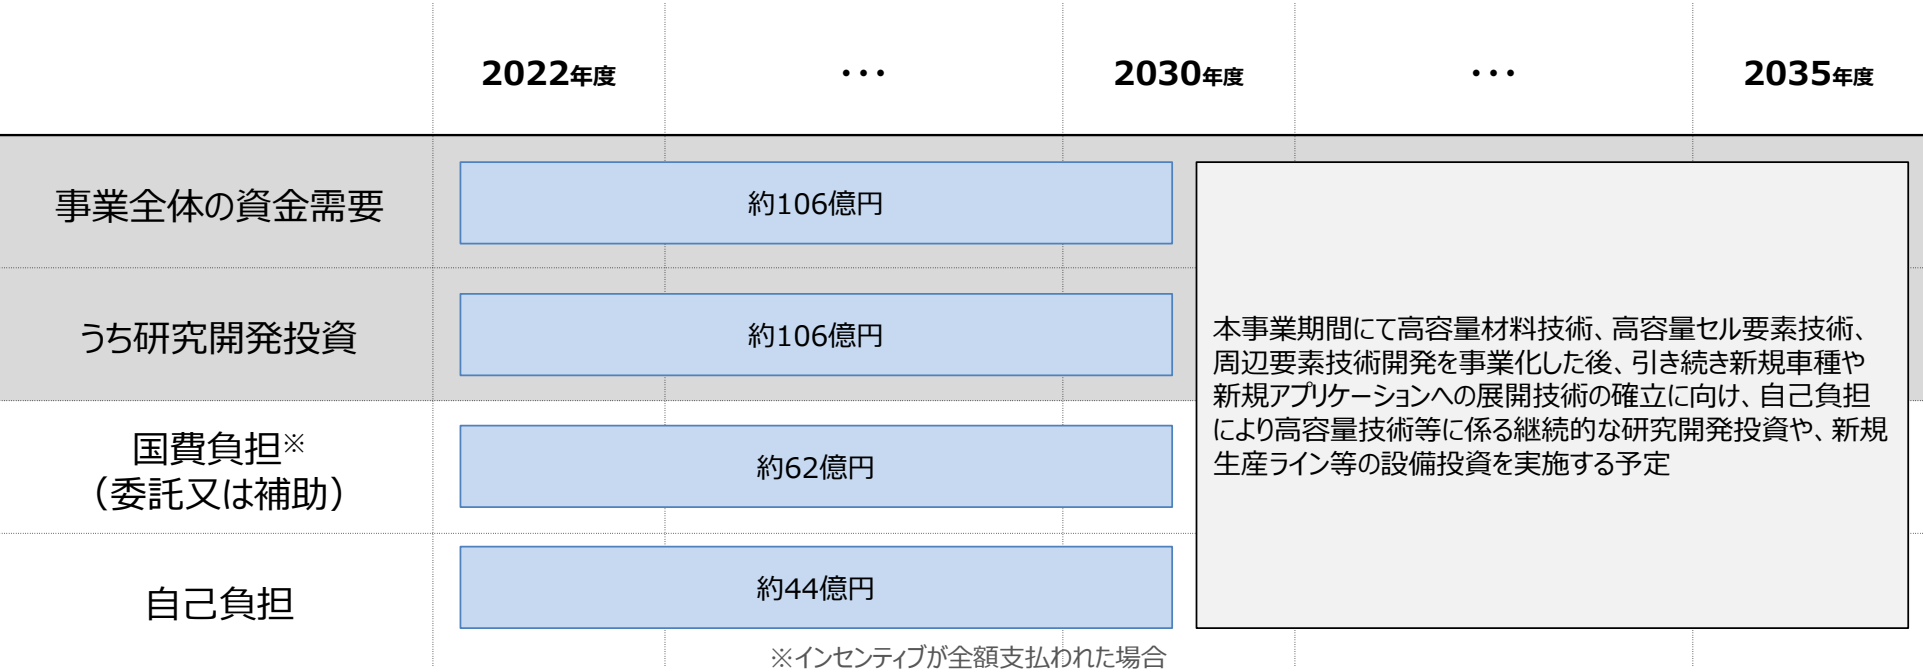 2022年度 ・・・ 2030年度 ・・・ 2035年度
事業全体の資金需要
約106億円
うち研究開発投資
約106億円
国費負担※
（委託又は補助）
約62億円
自己負担
約44億円
本事業期間にて高容量材料技術、高容量セル要素技術、
周辺要素技術開発を事業化した後、引き続き新規車種や
新規アプリケーションへの展開技術の確立に向け、自己負担
により高容量技術等に係る継続的な研究開発投資や、新規
生産ライン等の設備投資を実施する予定
※インセンティブが全額支払われた場合